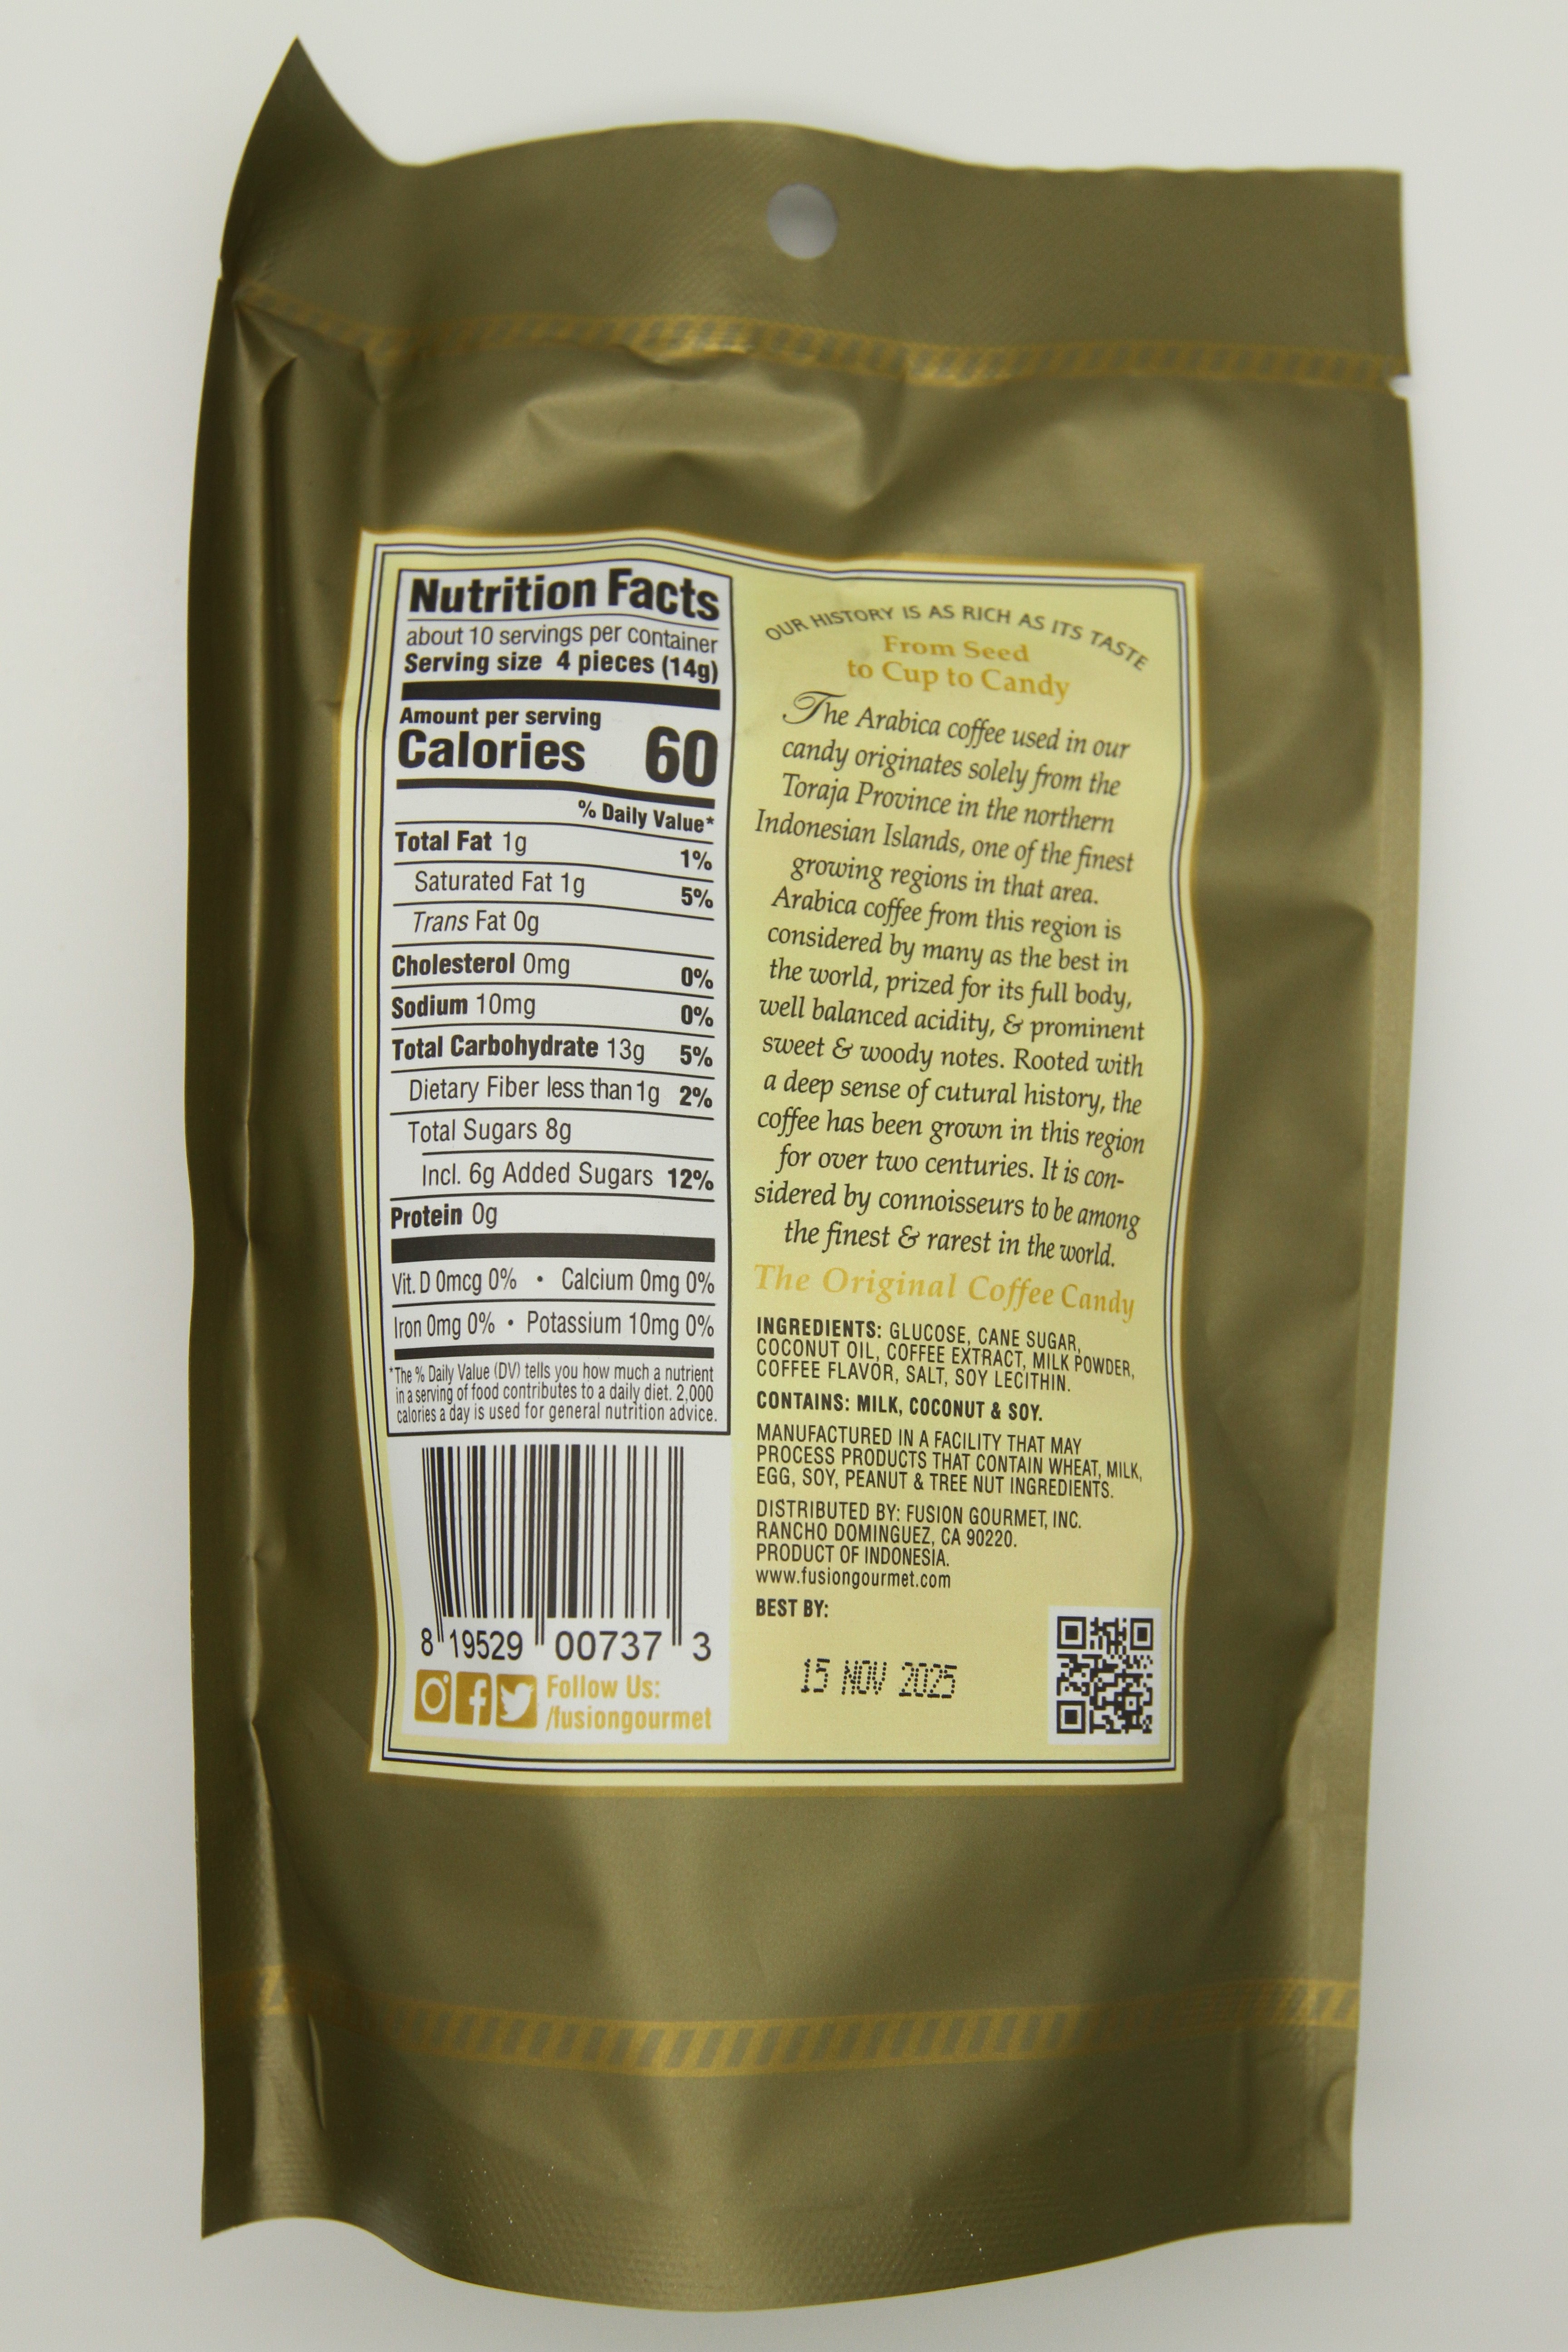 Nutrition Facts
about 10 servings per container
Serving size 4 pieces (14g)
Amount per serving
Calories 60
% Daily Value*
Total Fat 1g 1%
Saturated Fat 1g 5%
Trans Fat 0g
Cholesterol 0mg 0%
Sodium 10mg 0%
Total Carbohydrate 13g 5%
Dietary Fiber less than 1g 2%
Total Sugars 8g
Incl. 6g Added Sugars 12%
Protein 0g
Vit. D 0mcg 0% • Calcium 0mg 0%
Iron 0mg 0% • Potassium 10mg 0%
*The % Daily Value (DV) tells you how much a nutrient
in a serving of food contributes to a daily diet. 2,000
calories a day is used for general nutrition advice.
8 19529 00737 3
Follow Us:
/fusiongourmet
OUR HISTORY IS AS RICH AS ITS TASTE
From Seed
to Cup to Candy
The Arabica coffee used in our
candy originates solely from the
Toraja Province in the northern
Indonesian Islands, one of the finest
growing regions in that area.
Arabica coffee from this region is
considered by many as the best in
the world, prized for its full body,
well balanced acidity, & prominent
sweet & woody notes. Rooted with
a deep sense of cutural history, the
coffee has been grown in this region
for over two centuries. It is con-
sidered by connoisseurs to be among
the finest & rarest in the world.
The Original Coffee Candy
INGREDIENTS: GLUCOSE, CANE SUGAR,
COCONUT OIL, COFFEE EXTRACT, MILK POWDER,
COFFEE FLAVOR, SALT, SOY LECITHIN.
CONTAINS: MILK, COCONUT & SOY.
MANUFACTURED IN A FACILITY THAT MAY
PROCESS PRODUCTS THAT CONTAIN WHEAT, MILK,
EGG, SOY, PEANUT & TREE NUT INGREDIENTS.
DISTRIBUTED BY: FUSION GOURMET, INC.
RANCHO DOMINGUEZ, CA 90220.
PRODUCT OF INDONESIA.
www.fusiongourmet.com
BEST BY:
15 NOV 2025